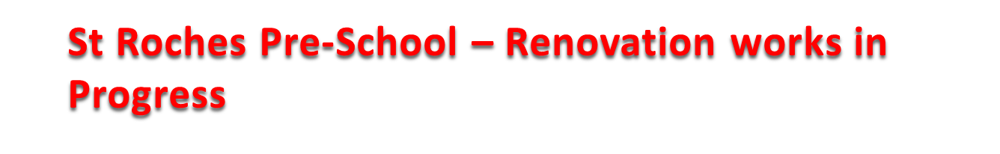 St Roches Pre-School – Renovation works in
Progress